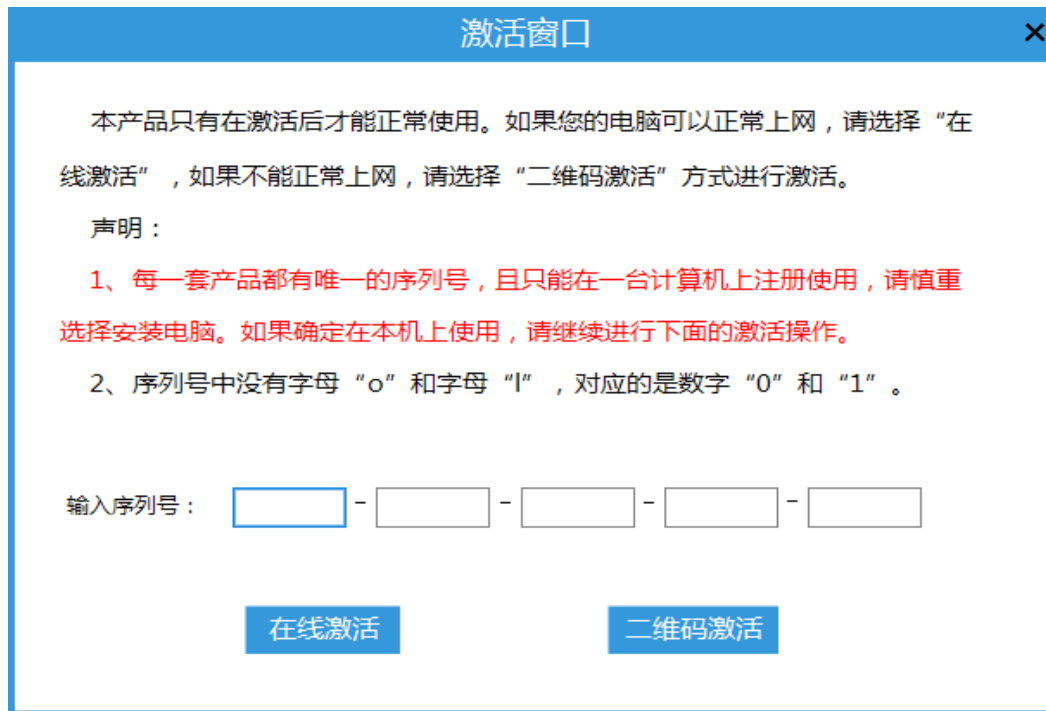 激活窗口
本产品只有在激活后才能正常使用。如果您的电脑可以正常上网，请选择“在
线激活”，如果不能正常上网，请选择“二维码激活”方式进行激活。
声明：
1、每一套产品都有唯一的序列号，且只能在一台计算机上注册使用，请慎重
选择安装电脑。如果确定在本机上使用，请继续进行下面的激活操作。
2、序列号中没有字母“o”和字母“l”，对应的是数字“0”和“1”。
输入序列号： - - - -
在线激活 二维码激活